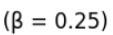 (β = 0.25)